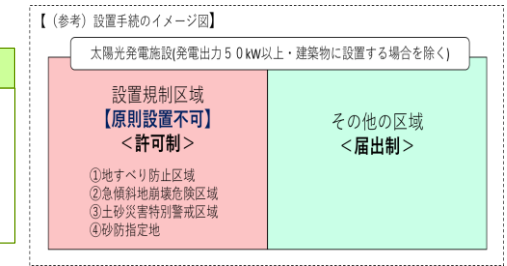 【（参考）設置手続のイメージ図】
太陽光発電施設(発電出力５０kW以上・建築物に設置する場合を除く)
設置規制区域
【原則設置不可】
＜許可制＞
①地すべり防止区域
②急傾斜地崩壊危険区域
③土砂災害特別警戒区域
④砂防指定地
その他の区域
＜届出制＞